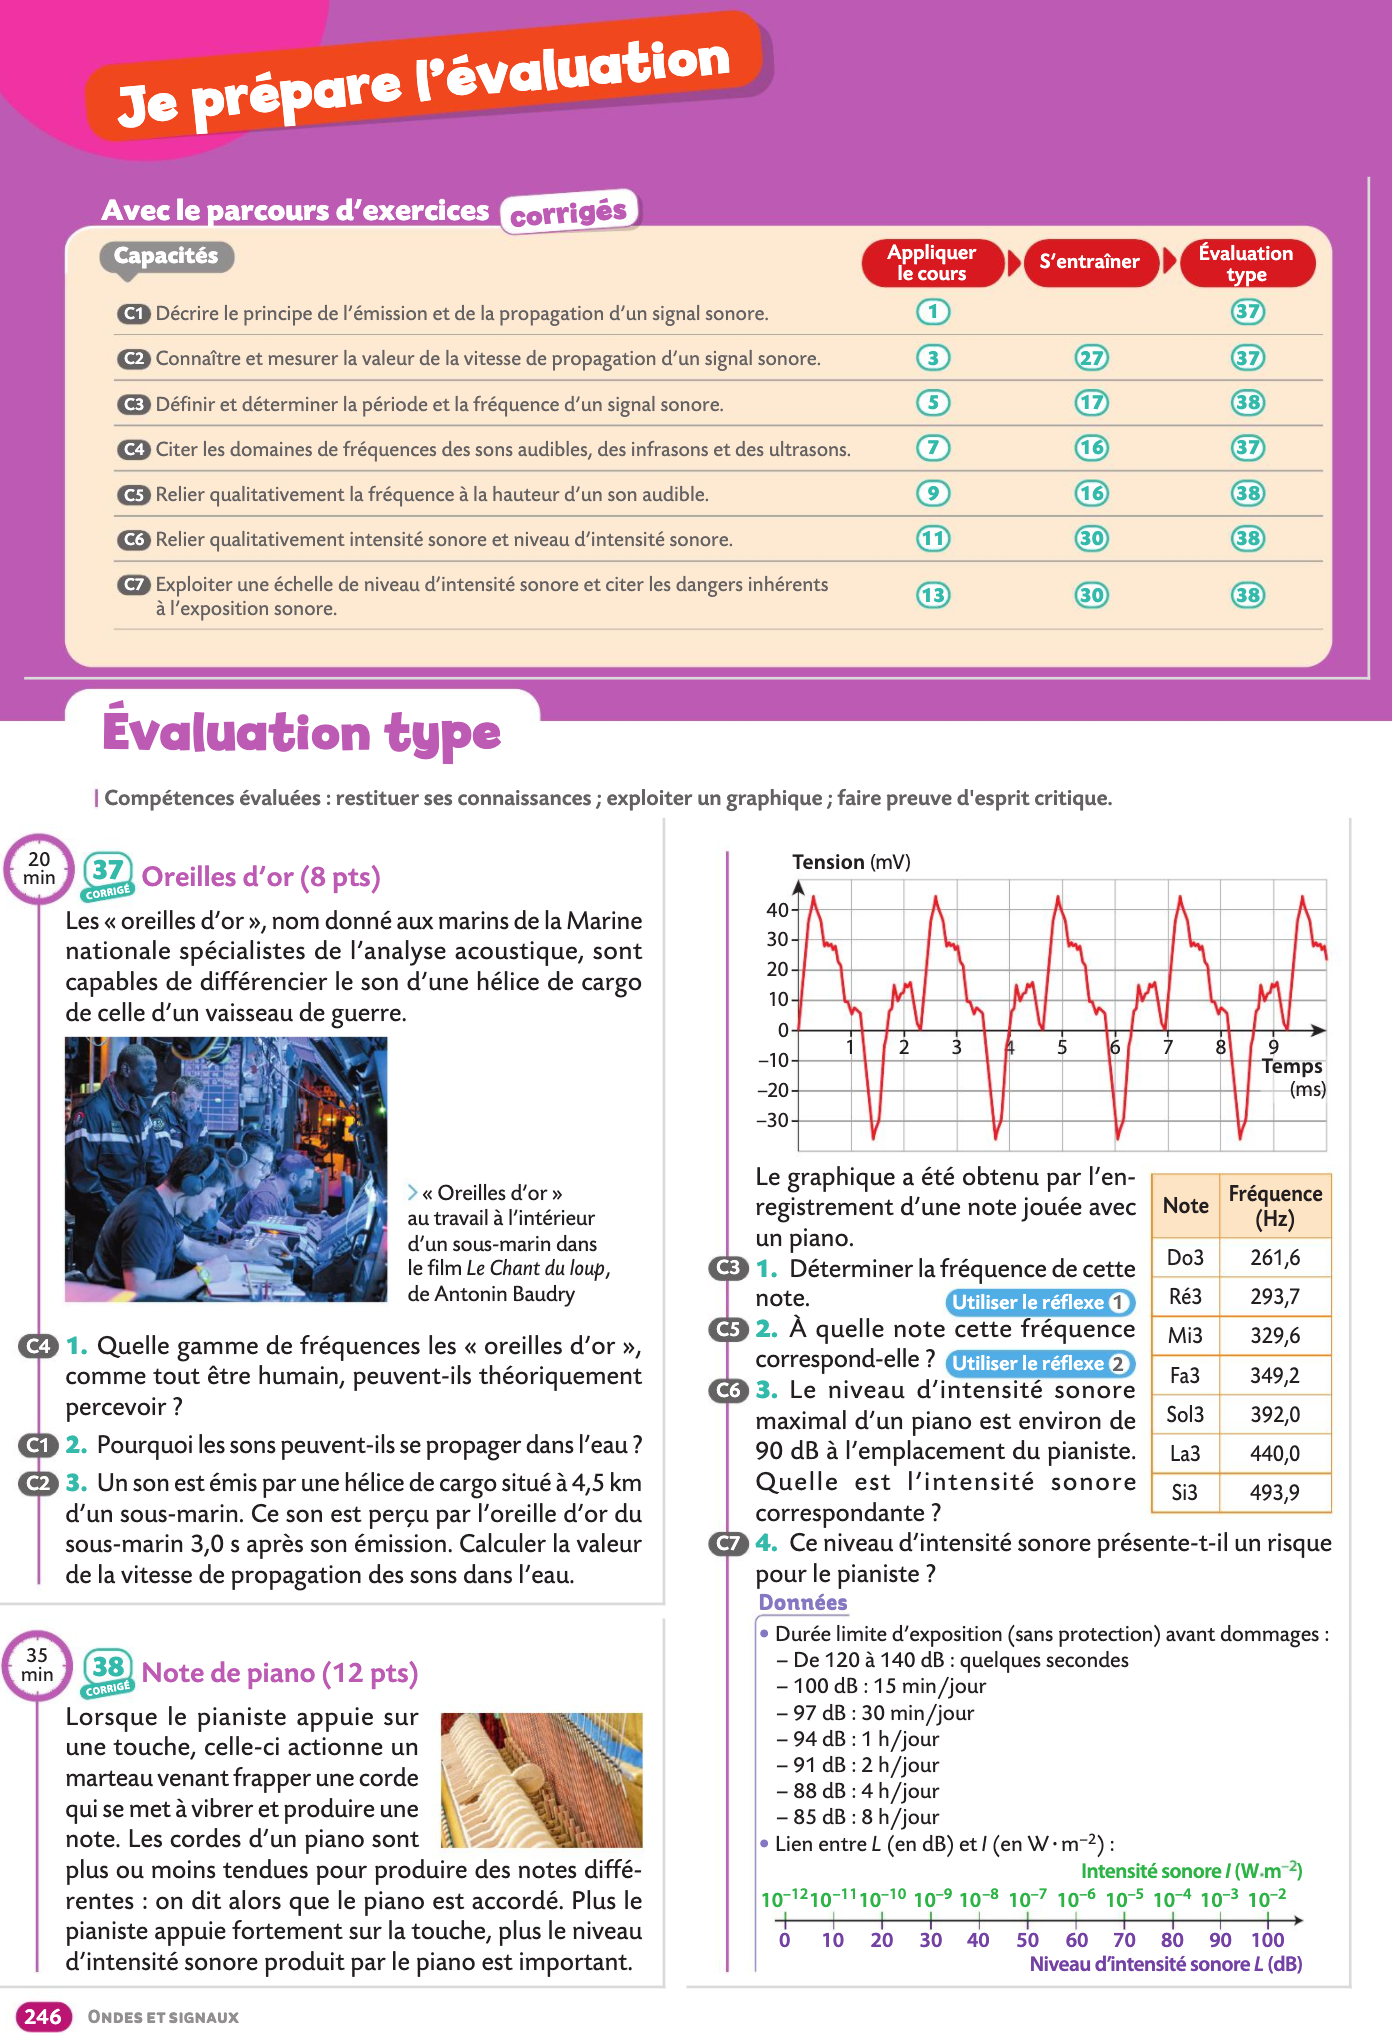 Je prépare l'évaluation
Avec le parcours d'exercices corrigés
Capacités
Appliquer
le cours
S'entraîner
Évaluation
type
C1 Décrire le principe de l'émission et de la propagation d'un signal sonore. 1 37
C2 Connaître et mesurer la valeur de la vitesse de propagation d'un signal sonore. 3 27 37
C3 Définir et déterminer la période et la fréquence d'un signal sonore. 5 17 38
C4 Citer les domaines de fréquences des sons audibles, des infrasons et des ultrasons. 7 16 37
C5 Relier qualitativement la fréquence à la hauteur d'un son audible. 9 16 38
C6 Relier qualitativement intensité sonore et niveau d'intensité sonore. 11 30 38
C7 Exploiter une échelle de niveau d'intensité sonore et citer les dangers inhérents
à l'exposition sonore. 13 30 38
Évaluation type
Compétences évaluées : restituer ses connaissances ; exploiter un graphique ; faire preuve d'esprit critique.
20
min
37
CORRIGÉ
Oreilles d'or (8 pts)
Les « oreilles d'or », nom donné aux marins de la Marine
nationale spécialistes de l'analyse acoustique, sont
capables de différencier le son d'une hélice de cargo
de celle d'un vaisseau de guerre.
> « Oreilles d'or »
au travail à l'intérieur
d'un sous-marin dans
le film Le Chant du loup,
de Antonin Baudry
C4 1. Quelle gamme de fréquences les « oreilles d'or »,
comme tout être humain, peuvent-ils théoriquement
percevoir ?
C1 2. Pourquoi les sons peuvent-ils se propager dans l'eau ?
C2 3. Un son est émis par une hélice de cargo situé à 4,5 km
d'un sous-marin. Ce son est perçu par l'oreille d'or du
sous-marin 3,0 s après son émission. Calculer la valeur
de la vitesse de propagation des sons dans l'eau.
35
min
38
CORRIGÉ
Note de piano (12 pts)
Lorsque le pianiste appuie sur
une touche, celle-ci actionne un
marteau venant frapper une corde
qui se met à vibrer et produire une
note. Les cordes d'un piano sont
plus ou moins tendues pour produire des notes diffé-
rentes : on dit alors que le piano est accordé. Plus le
pianiste appuie fortement sur la touche, plus le niveau
d'intensité sonore produit par le piano est important.
Tension (mV)
40
30
20
10
0
–10
–20
–30
1 2 3 4 5 6 7 8 9
Temps
(ms)
Le graphique a été obtenu par l'en-
registrement d'une note jouée avec
un piano.
C3 1. Déterminer la fréquence de cette
note. Utiliser le réflexe 1
C5 2. À quelle note cette fréquence
correspond-elle ? Utiliser le réflexe 2
C6 3. Le niveau d'intensité sonore
maximal d'un piano est environ de
90 dB à l'emplacement du pianiste.
Quelle est l'intensité sonore
correspondante ?
Note Fréquence
(Hz)
Do3 261,6
Ré3 293,7
Mi3 329,6
Fa3 349,2
Sol3 392,0
La3 440,0
Si3 493,9
C7 4. Ce niveau d'intensité sonore présente-t-il un risque
pour le pianiste ?
Données
• Durée limite d'exposition (sans protection) avant dommages :
– De 120 à 140 dB : quelques secondes
– 100 dB : 15 min/jour
– 97 dB : 30 min/jour
– 94 dB : 1 h/jour
– 91 dB : 2 h/jour
– 88 dB : 4 h/jour
– 85 dB : 8 h/jour
• Lien entre L (en dB) et I (en W·m⁻²) :
Intensité sonore I (W.m⁻²)
10⁻¹² 10⁻¹¹ 10⁻¹⁰ 10⁻⁹ 10⁻⁸ 10⁻⁷ 10⁻⁶ 10⁻⁵ 10⁻⁴ 10⁻³ 10⁻²
0 10 20 30 40 50 60 70 80 90 100
Niveau d'intensité sonore L (dB)
246 ONDES ET SIGNAUX